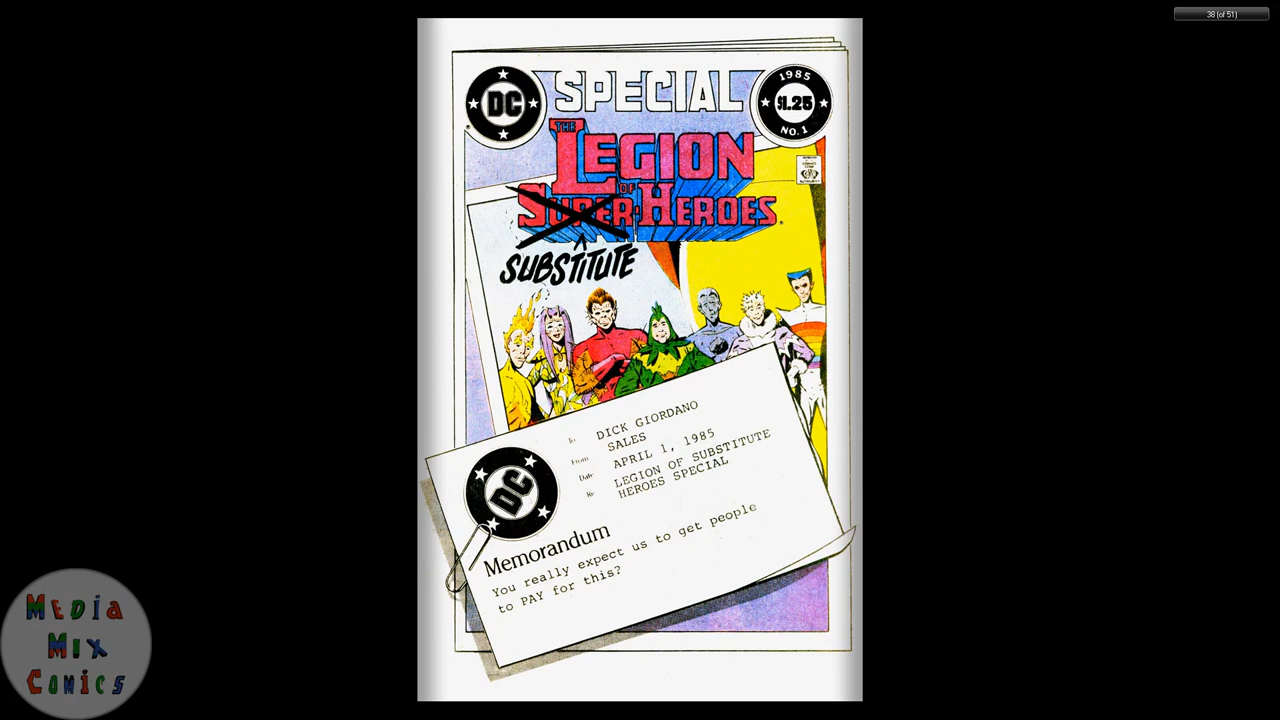 38 (of 51)
DC
SPECIAL
1985
$1.25
NO. 1
THE
LEGION
OF
SUPER-HEROES
SUBSTITUTE
To DICK GIORDANO
From SALES
Date APRIL 1, 1985
Re LEGION OF SUBSTITUTE
HEROES SPECIAL
DC
Memorandum
You really expect us to get people
to PAY for this?
MEDIA
MIX
COMICS